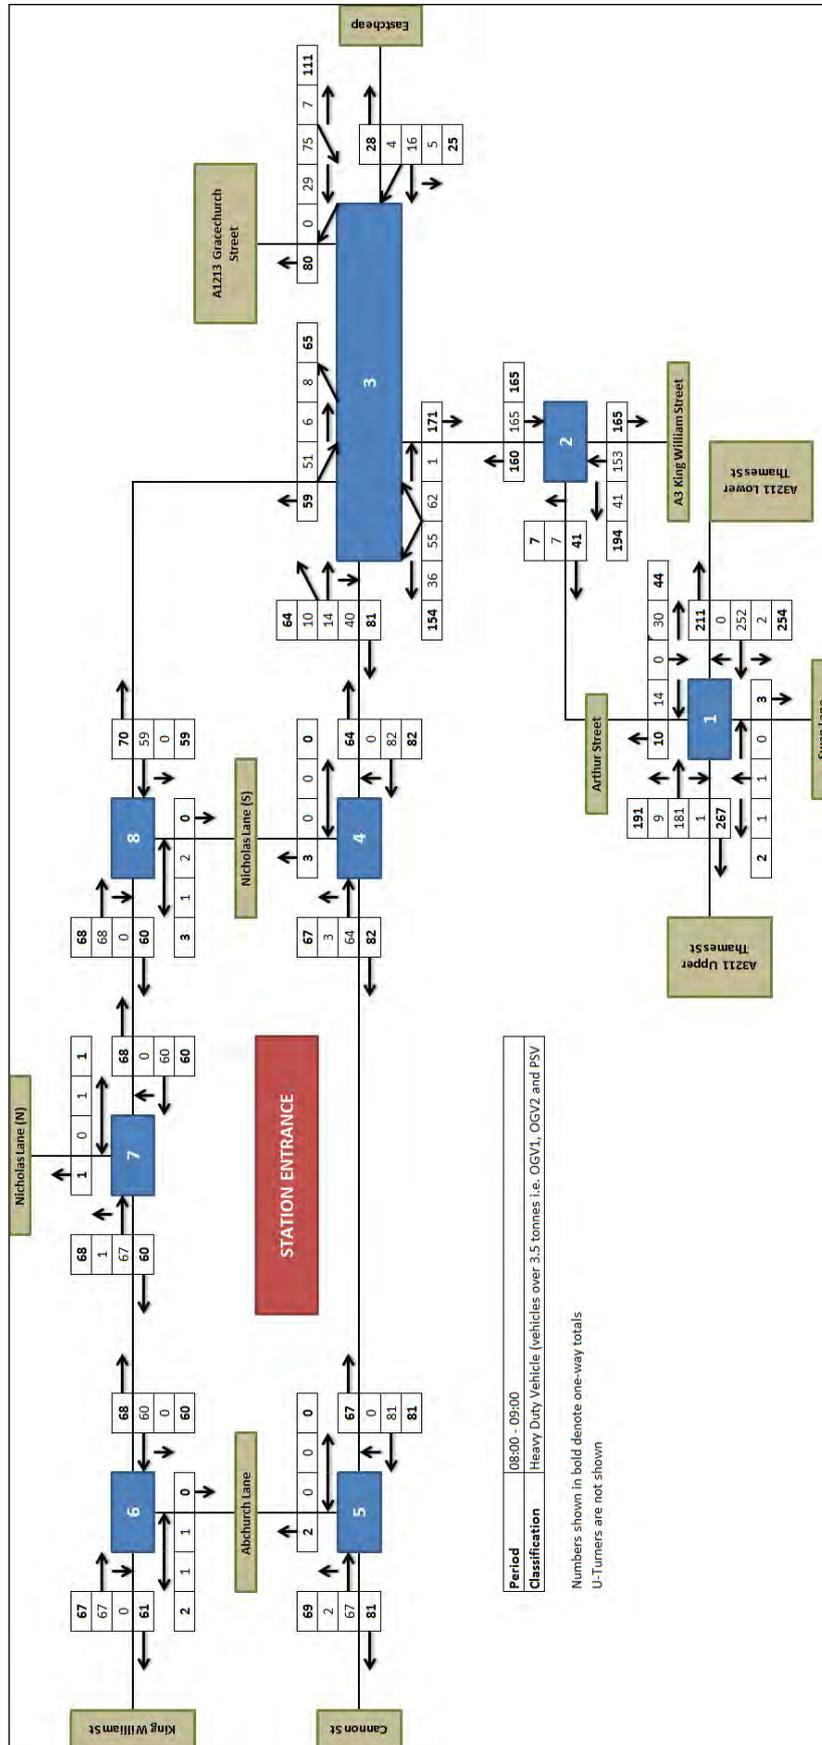 Nicholas Lane (N)
1 0 1 1
67
67
0
61
68
60
0
60
6
2 1 1 0
68
1
67
60
7
68
0
60
60
68
68
0
60
8
70
59
0
59
3 1 2 0
King William St
Abchurch Lane
STATION ENTRANCE
Nicholas Lane (S)
A1213 Gracechurch
Street
2 0 0 0
3 0 0 0
59 51 6 8 65
80 0 29 75 7 111
Cannon St
69
2
67
81
5
67
0
81
81
67
3
64
82
4
64
0
82
82
64
10
14
40
81
3
28
4
16
5
25
Eastcheap
154 36 55 62 1 171
Period 08:00 - 09:00
Classification Heavy Duty Vehicle (vehicles over 3.5 tonnes i.e. OGV1, OGV2 and PSV
Numbers shown in bold denote one-way totals
U-Turners are not shown
160 165 165
7
7
41
2
194 41 153 165
Arthur Street
A3 King William Street
10 14 0 30 44
191
9
181
1
267
1
211
0
252
2
254
2 1 1 0 3
A3211 Upper
Thames St
A3211 Lower
Thames St